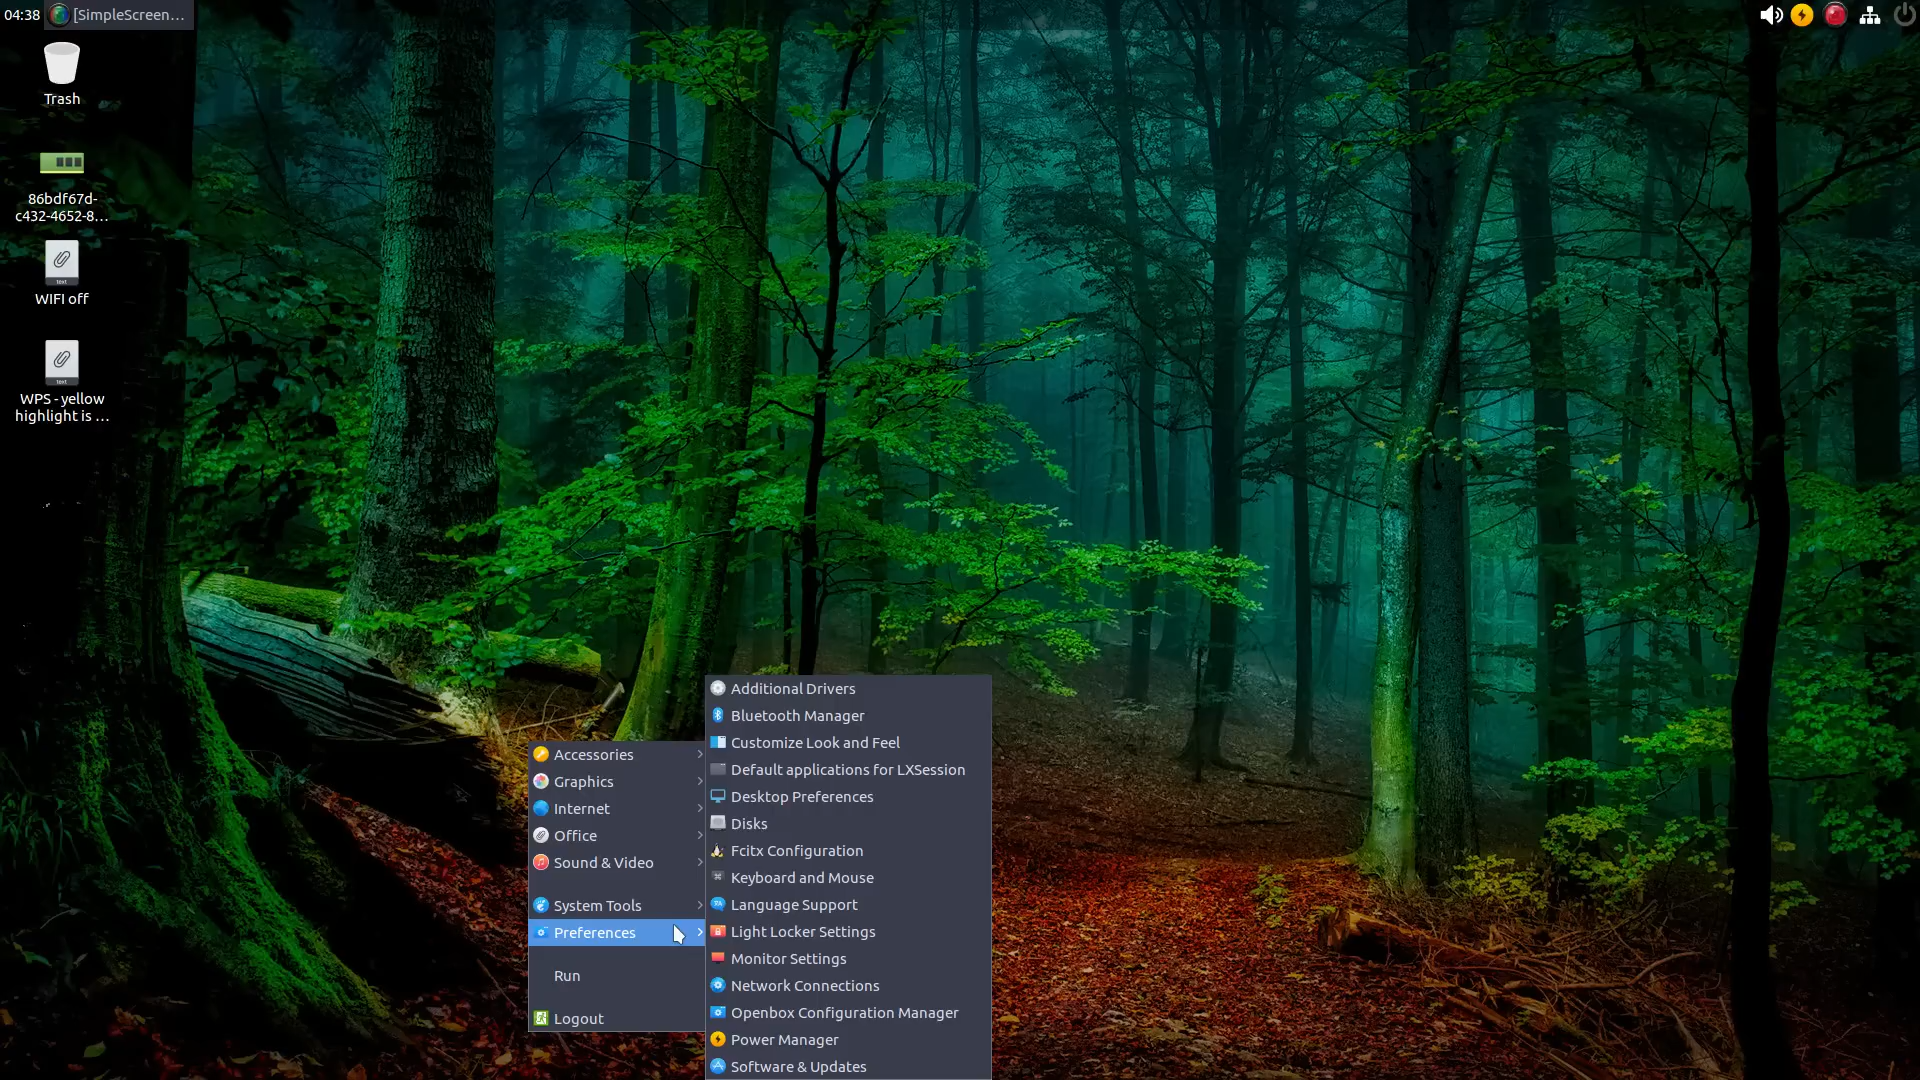 04:38
[SimpleScreen...
Trash
86bdf67d-
c432-4652-8...
WIFI off
WPS - yellow
highlight is ...
Accessories
Graphics
Internet
Office
Sound & Video
System Tools
Preferences
Run
Logout
Additional Drivers
Bluetooth Manager
Customize Look and Feel
Default applications for LXSession
Desktop Preferences
Disks
Fcitx Configuration
Keyboard and Mouse
Language Support
Light Locker Settings
Monitor Settings
Network Connections
Openbox Configuration Manager
Power Manager
Software & Updates